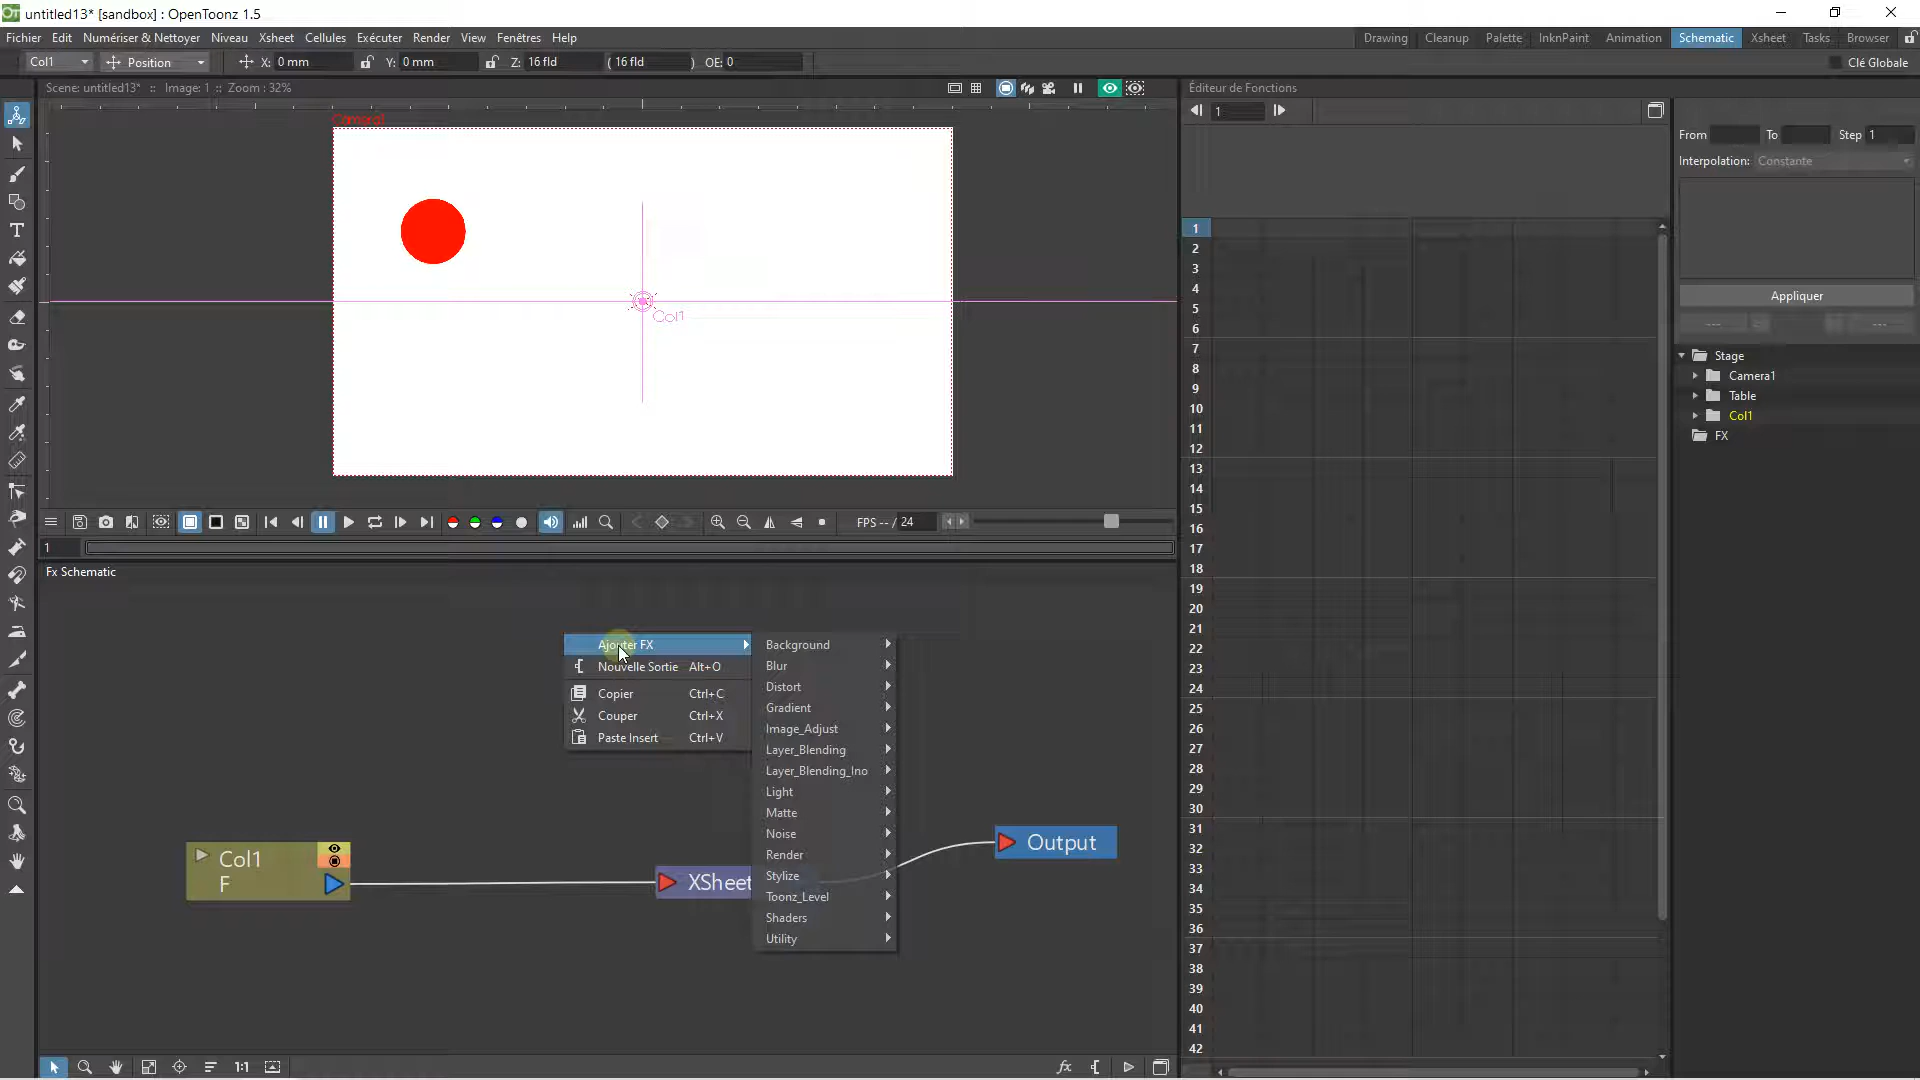 untitled13* [sandbox] : OpenToonz 1.5
Fichier Edit Numériser & Nettoyer Niveau Xsheet Cellules Exécuter Render View Fenêtres Help Drawing Cleanup Palette InknPaint Animation Schematic Xsheet Tasks Browser
Col1 Position X: 0 mm Y: 0 mm Z: 16 fld ( 16 fld ) OE: 0 Clé Globale
Scene: untitled13* :: Image: 1 :: Zoom : 32%
Éditeur de Fonctions
1
From To Step 1
Interpolation: Constante
Appliquer
--- ---
Camera1
Col1
Stage
Camera1
Table
Col1
FX
1
2
3
4
5
6
7
8
9
10
11
12
13
14
15
16
17
18
19
20
21
22
23
24
25
26
27
28
29
30
31
32
33
34
35
36
37
38
39
40
41
42
FPS -- / 24
1
Fx Schematic
Ajouter FX
Nouvelle Sortie Alt+O
Copier Ctrl+C
Couper Ctrl+X
Paste Insert Ctrl+V
Background
Blur
Distort
Gradient
Image_Adjust
Layer_Blending
Layer_Blending_Ino
Light
Matte
Noise
Render
Stylize
Toonz_Level
Shaders
Utility
Col1
F
XSheet
Output
1:1
fx